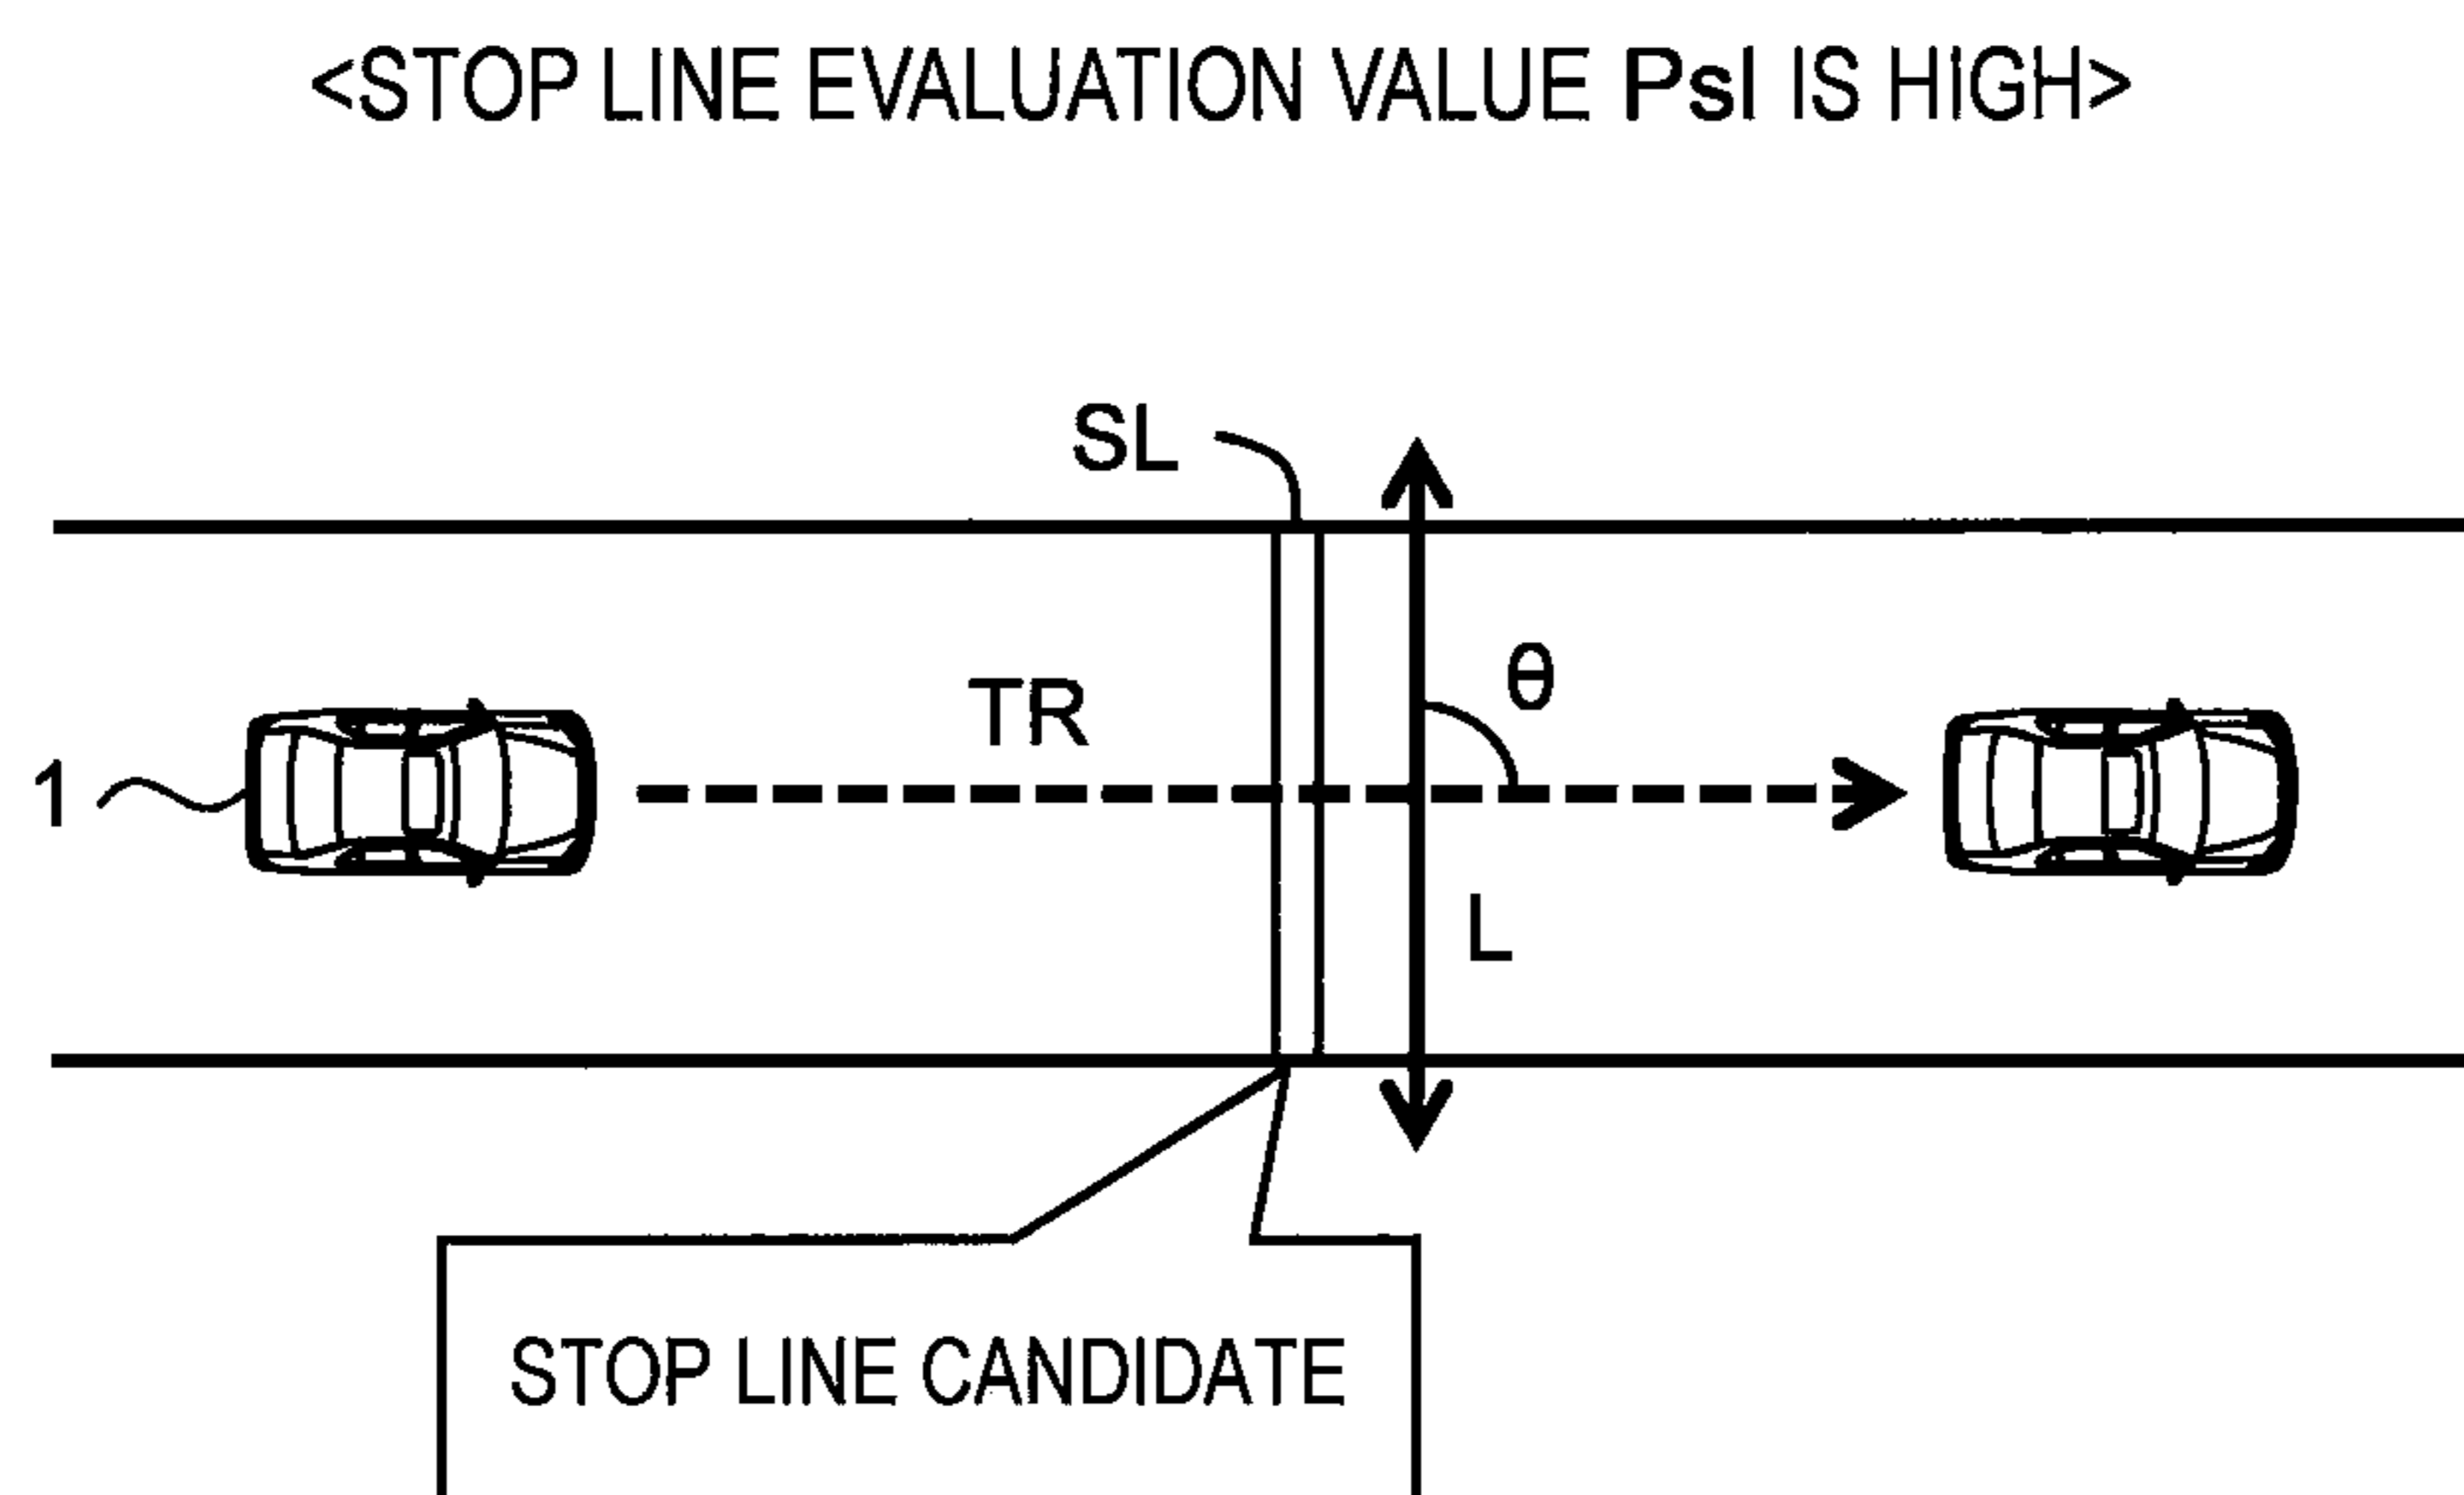 <STOP LINE EVALUATION VALUE Psl IS HIGH>
SL
θ
TR
1
L
STOP LINE CANDIDATE